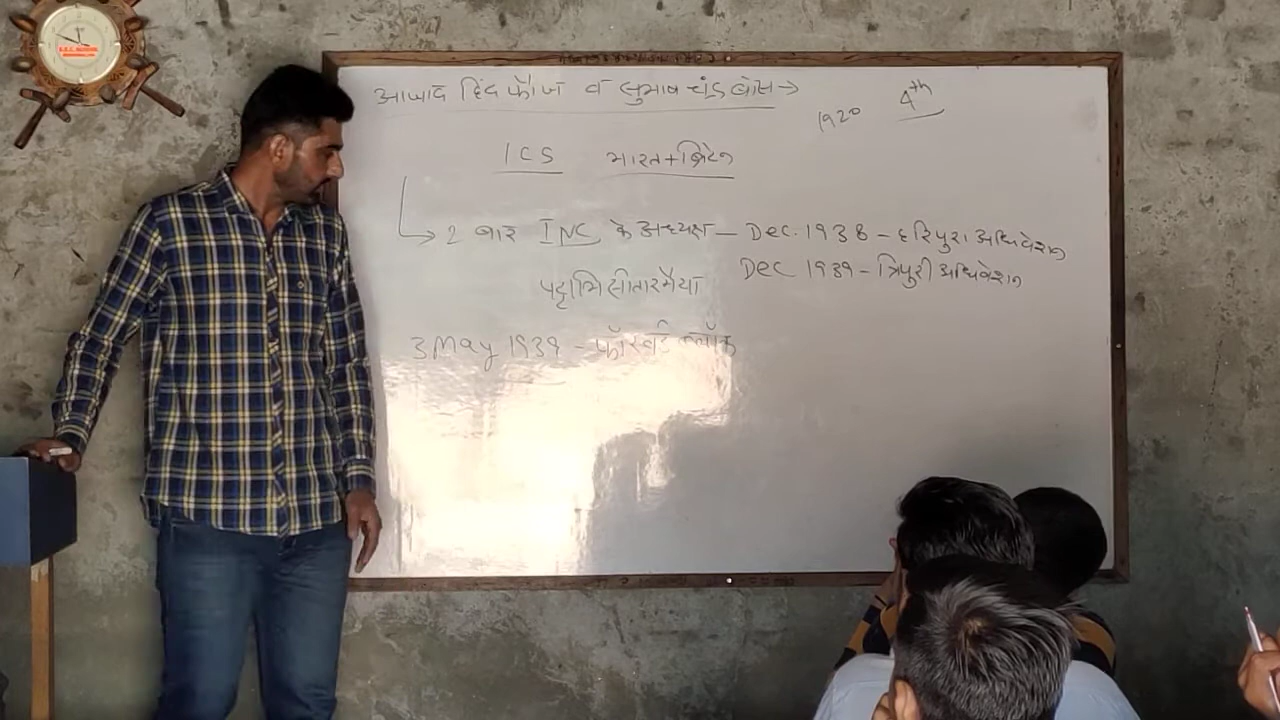 आजाद हिंद फौज व सुभाष चंद्र बोस →
1920 4th
ICS भारत + ब्रिटेन
2 बार INC के अध्यक्ष – Dec. 1938 – हरिपुरा अधिवेशन
Dec 1939 – त्रिपुरी अधिवेशन
पट्टाभि सीतारमैया
3 May 1939 – फॉरवर्ड ब्लॉक